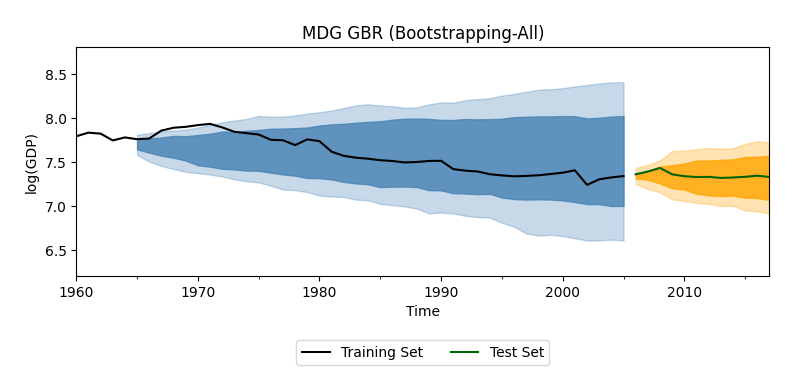 MDG GBR (Bootstrapping-All)
log(GDP)
8.5
8.0
7.5
7.0
6.5
1960 1970 1980 1990 2000 2010
Time
Training Set Test Set